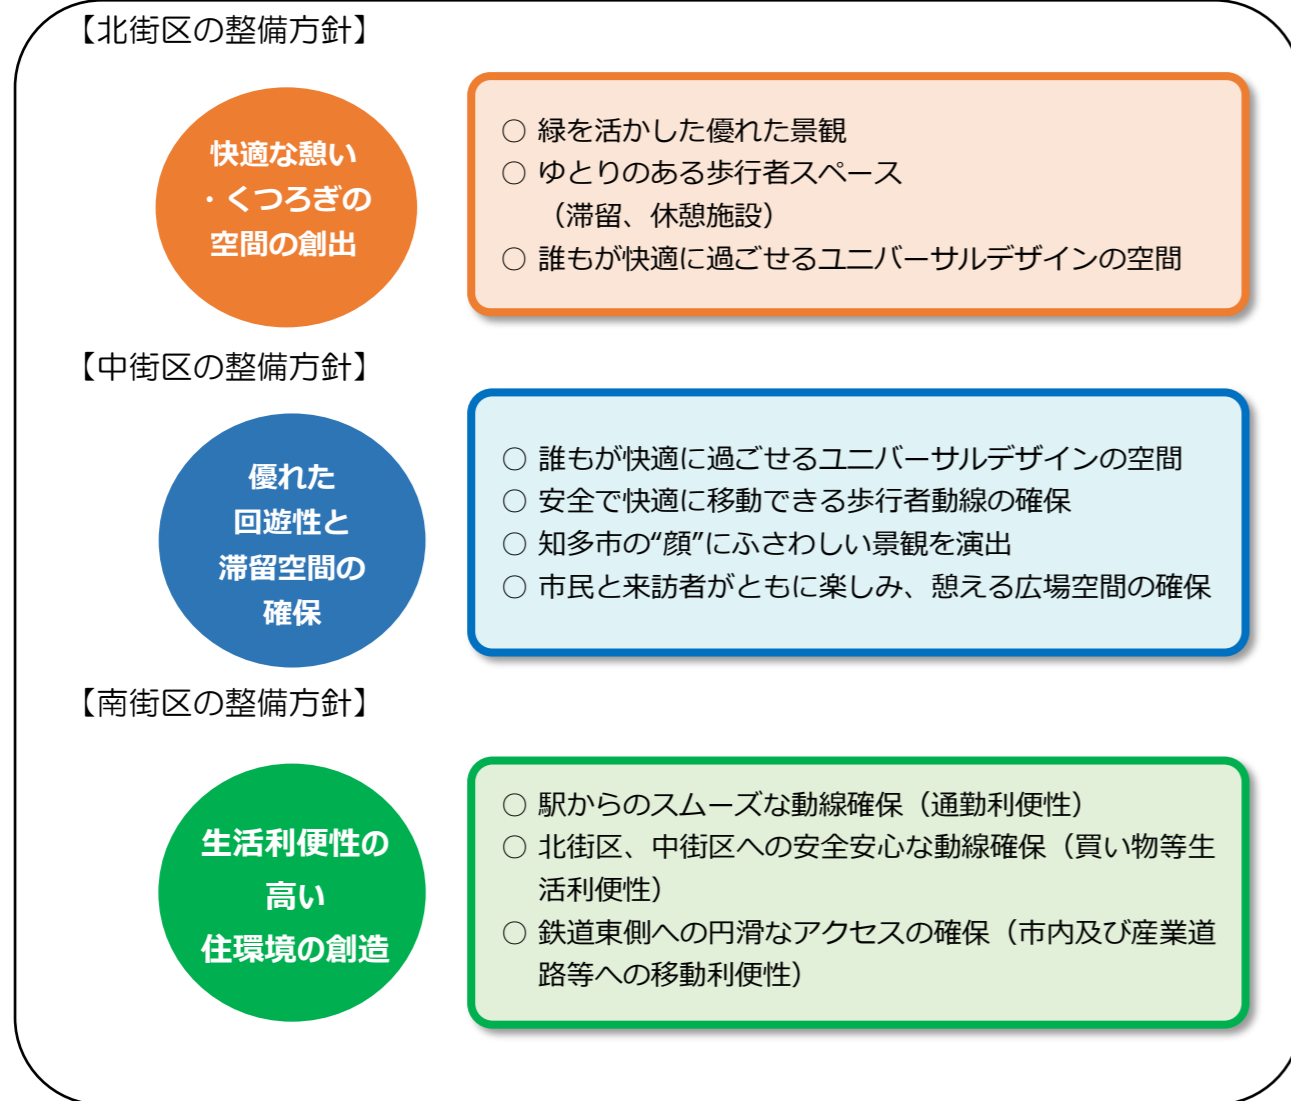 【北街区の整備方針】
快適な憩い
・くつろぎの
空間の創出
○ 緑を活かした優れた景観
○ ゆとりのある歩行者スペース
（滞留、休憩施設）
○ 誰もが快適に過ごせるユニバーサルデザインの空間
【中街区の整備方針】
優れた
回遊性と
滞留空間の
確保
○ 誰もが快適に過ごせるユニバーサルデザインの空間
○ 安全で快適に移動できる歩行者動線の確保
○ 知多市の“顔”にふさわしい景観を演出
○ 市民と来訪者がともに楽しみ、憩える広場空間の確保
【南街区の整備方針】
生活利便性の
高い
住環境の創造
○ 駅からのスムーズな動線確保（通勤利便性）
○ 北街区、中街区への安全安心な動線確保（買い物等生
活利便性）
○ 鉄道東側への円滑なアクセスの確保（市内及び産業道
路等への移動利便性）